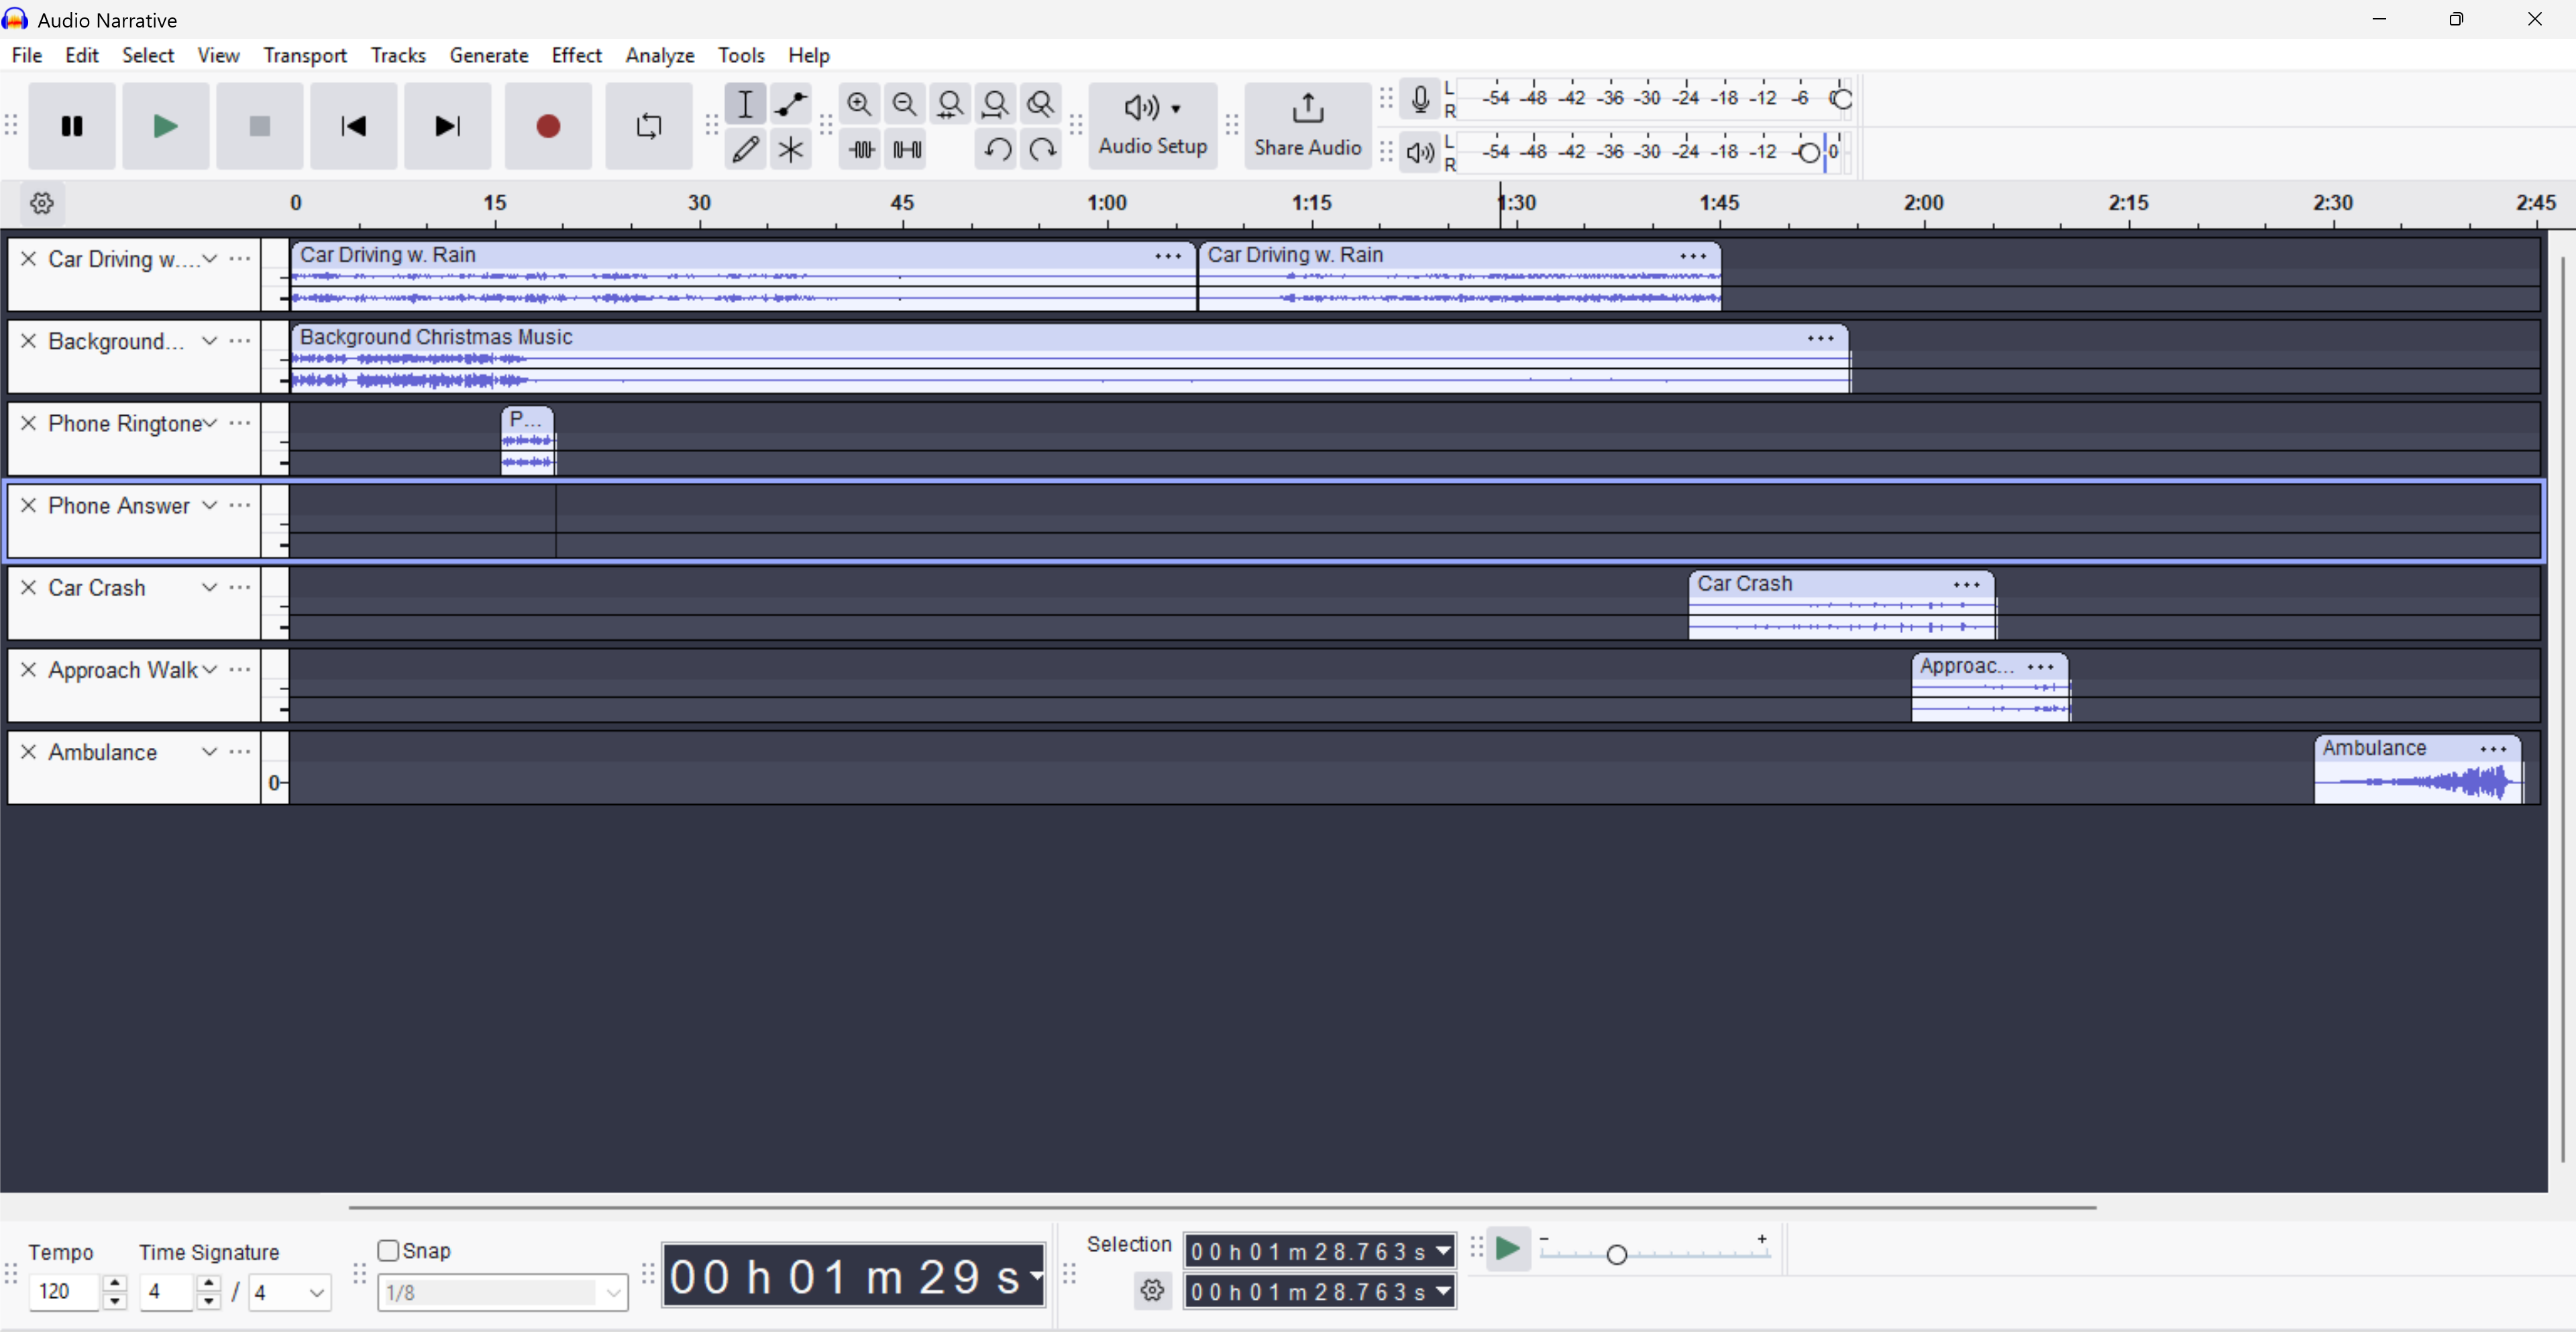 Audio Narrative
File Edit Select View Transport Tracks Generate Effect Analyze Tools Help
Audio Setup
Share Audio
L -54 -48 -42 -36 -30 -24 -18 -12 -6 0
R
L -54 -48 -42 -36 -30 -24 -18 -12 0
R
0 15 30 45 1:00 1:15 1:30 1:45 2:00 2:15 2:30 2:45
Car Driving w.... Car Driving w. Rain Car Driving w. Rain
Background... Background Christmas Music
Phone Ringtone P...
Phone Answer
Car Crash Car Crash
Approach Walk Approac...
Ambulance Ambulance
0
Tempo Time Signature Snap
120 4 / 4 1/8
00 h 01 m 29 s
Selection 00 h 01 m 28.763 s
00 h 01 m 28.763 s
- +